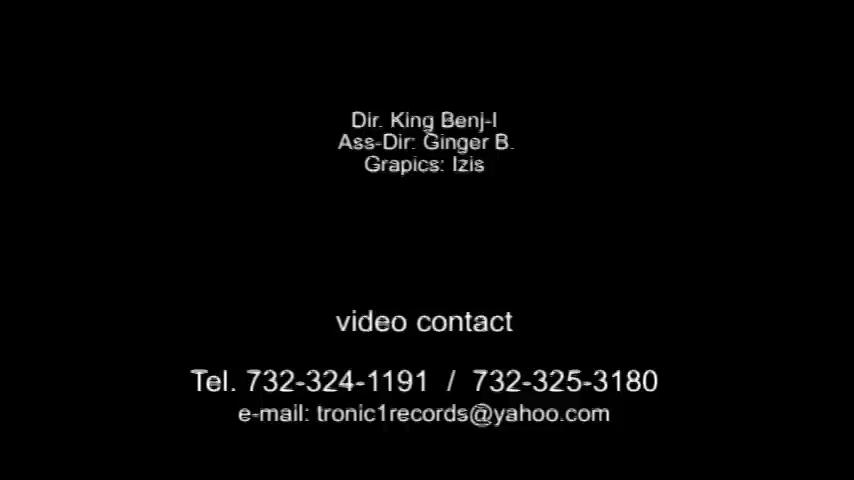 Dir. King Benj-I
Ass-Dir: Ginger B.
Grapics: Izis
video contact
Tel. 732-324-1191 / 732-325-3180
e-mail: tronic1records@yahoo.com